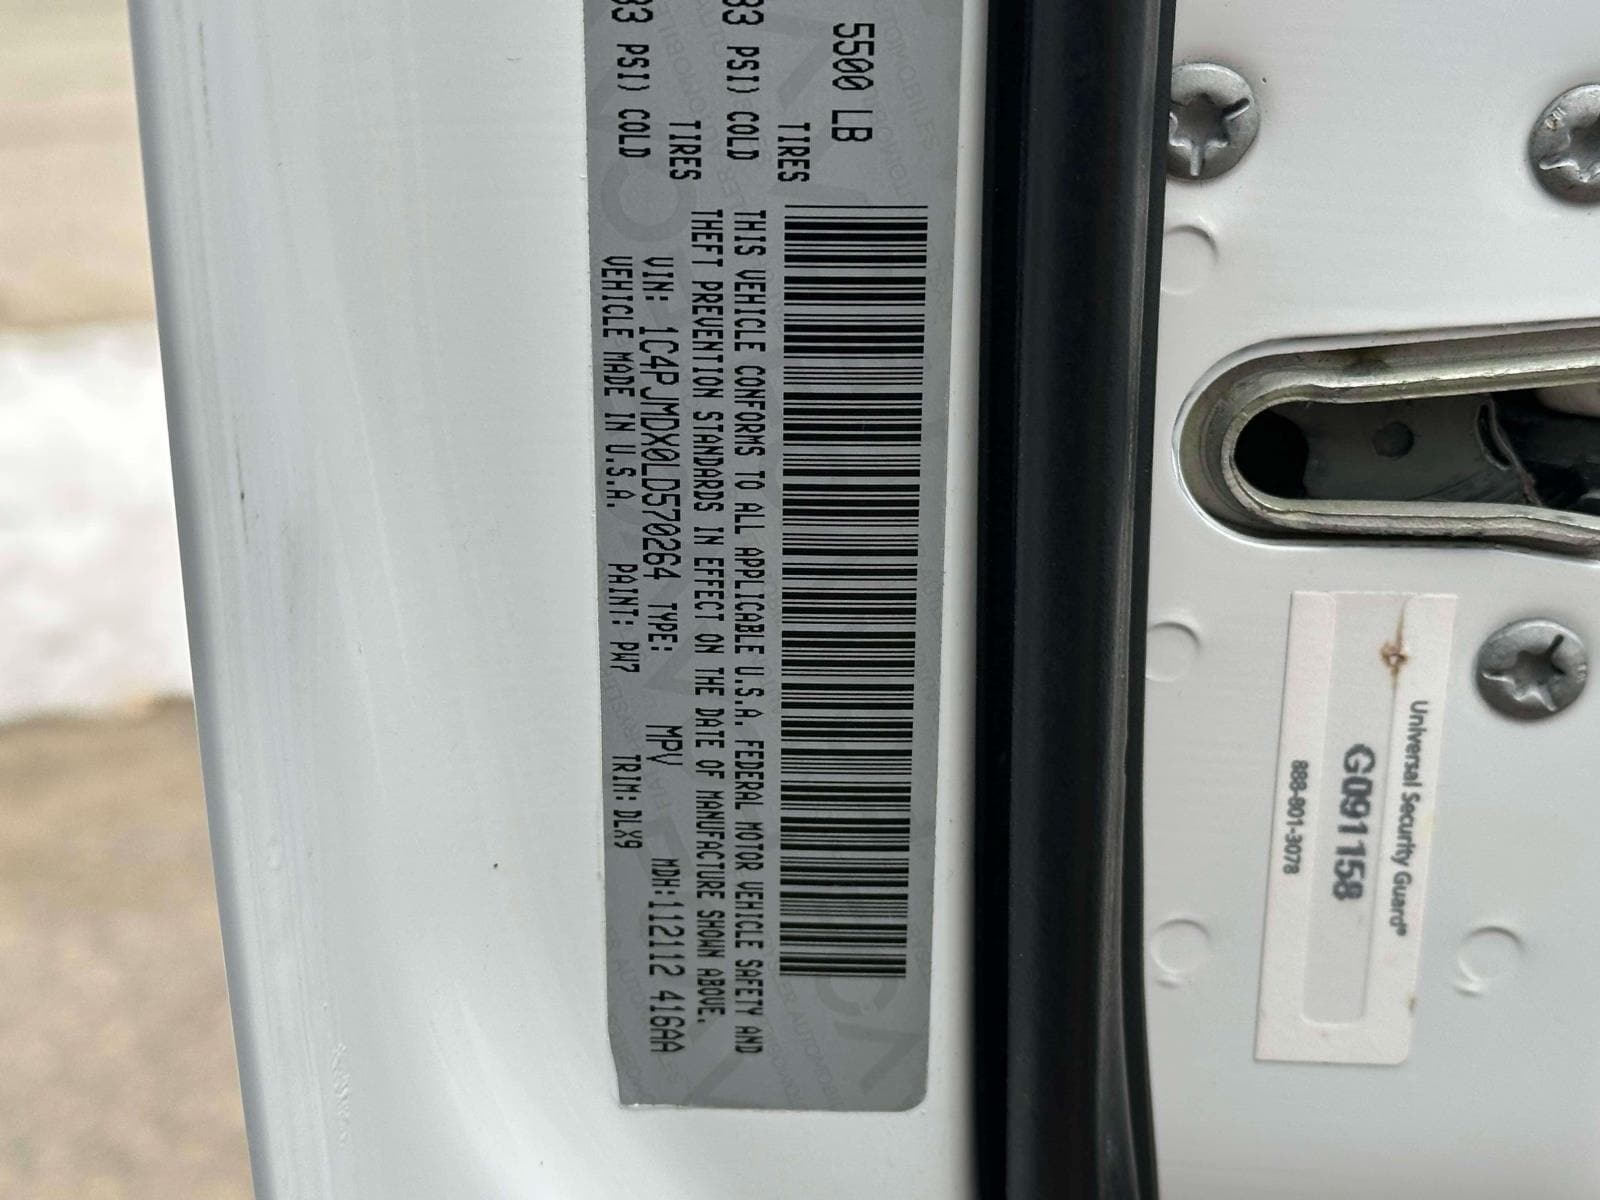 5500 LB
TIRES
83 PSI) COLD
TIRES
83 PSI) COLD
THIS VEHICLE CONFORMS TO ALL APPLICABLE U.S.A. FEDERAL MOTOR VEHICLE SAFETY AND
THEFT PREVENTION STANDARDS IN EFFECT ON THE DATE OF MANUFACTURE SHOWN ABOVE.
VIN: 1C4PJMDX0LD570264 TYPE: MPV MDH:112112 416AA
VEHICLE MADE IN U.S.A. PAINT: PW7 TRIM: DLX9
Universal Security Guard®
G091158
888-801-3078